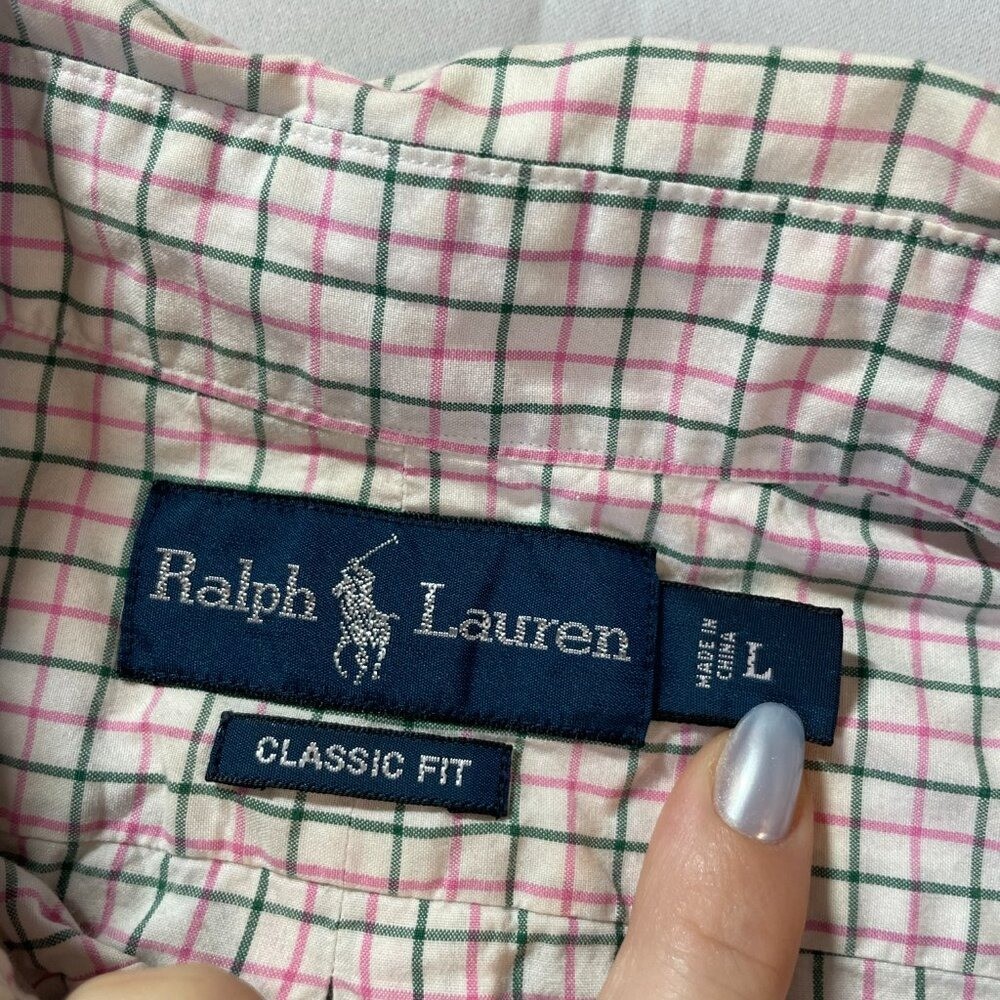 Ralph Lauren
MADE IN
CHINA
L
CLASSIC FIT